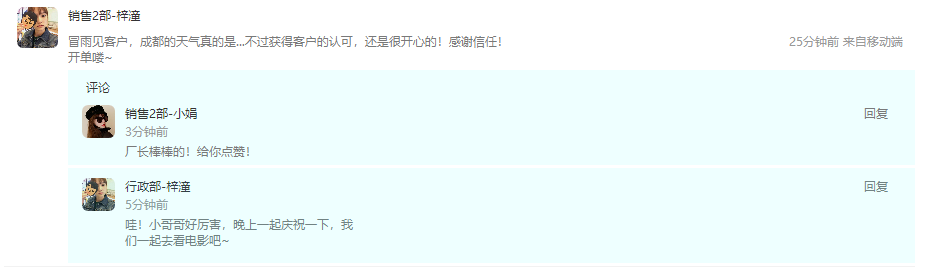 销售2部-梓潼
冒雨见客户，成都的天气真的是...不过获得客户的认可，还是很开心的！感谢信任！
25分钟前 来自移动端
开单喽~
评论
销售2部-小娟
回复
3分钟前
厂长棒棒的！给你点赞！
行政部-梓潼
回复
5分钟前
哇！小哥哥好厉害，晚上一起庆祝一下，我
们一起去看电影吧~